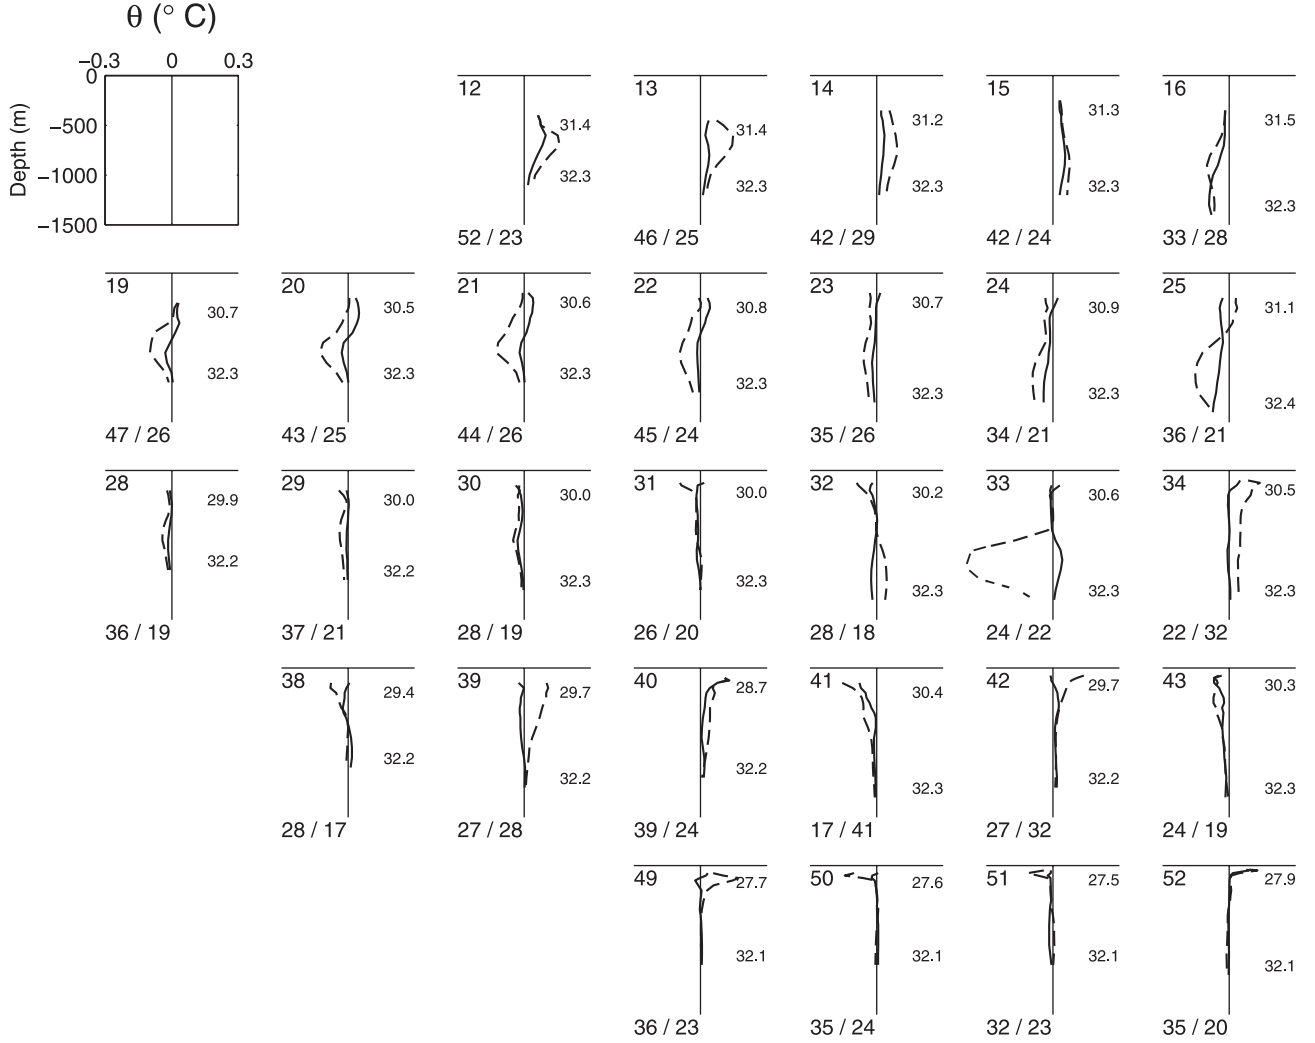 θ (° C)
−0.3 0 0.3
0
−500
−1000
−1500
Depth (m)
12 13 14 15 16
31.4 31.4 31.2 31.3 31.5
32.3 32.3 32.3 32.3 32.3
52 / 23 46 / 25 42 / 29 42 / 24 33 / 28
19 20 21 22 23 24 25
30.7 30.5 30.6 30.8 30.7 30.9 31.1
32.3 32.3 32.3 32.3 32.3 32.3 32.4
47 / 26 43 / 25 44 / 26 45 / 24 35 / 26 34 / 21 36 / 21
28 29 30 31 32 33 34
29.9 30.0 30.0 30.0 30.2 30.6 30.5
32.2 32.2 32.3 32.3 32.3 32.3 32.3
36 / 19 37 / 21 28 / 19 26 / 20 28 / 18 24 / 22 22 / 32
38 39 40 41 42 43
29.4 29.7 28.7 30.4 29.7 30.3
32.2 32.2 32.2 32.3 32.2 32.3
28 / 17 27 / 28 39 / 24 17 / 41 27 / 32 24 / 19
49 50 51 52
27.7 27.6 27.5 27.9
32.1 32.1 32.1 32.1
36 / 23 35 / 24 32 / 23 35 / 20